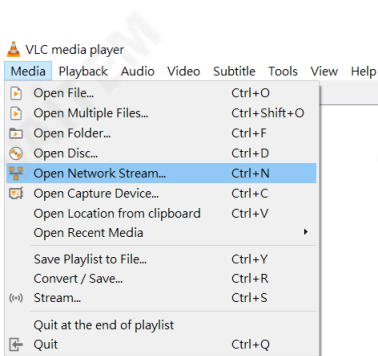 VLC media player
Media Playback Audio Video Subtitle Tools View Help
Open File... Ctrl+O
Open Multiple Files... Ctrl+Shift+O
Open Folder... Ctrl+F
Open Disc... Ctrl+D
Open Network Stream... Ctrl+N
Open Capture Device... Ctrl+C
Open Location from clipboard Ctrl+V
Open Recent Media
Save Playlist to File... Ctrl+Y
Convert / Save... Ctrl+R
Stream... Ctrl+S
Quit at the end of playlist
Quit Ctrl+Q